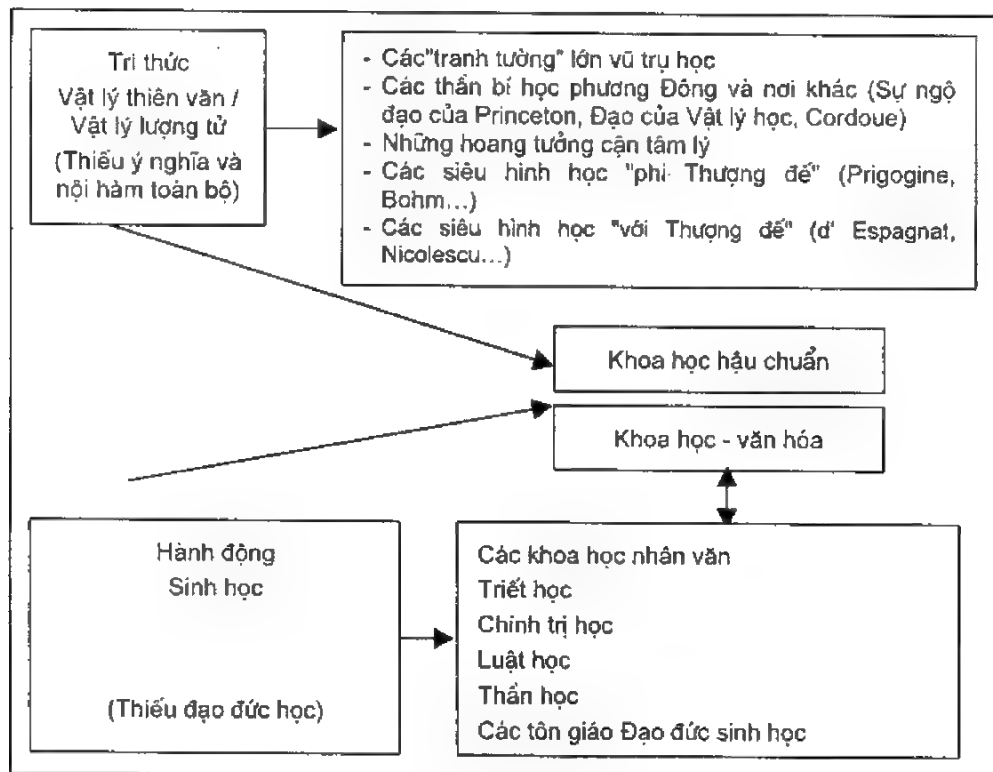 Tri thức
Vật lý thiên văn /
Vật lý lượng tử
(Thiếu ý nghĩa và
nội hàm toàn bộ)
- Các"tranh tường" lớn vũ trụ học
- Các thần bí học phương Đông và nơi khác (Sự ngộ
đạo của Princeton, Đạo của Vật lý học, Cordoue)
- Những hoang tưởng cận tâm lý
- Các siêu hình học "phi Thượng đế" (Prigogine,
Bohm...)
- Các siêu hình học "với Thượng đế" (d' Espagnat,
Nicolescu...)
Khoa học hậu chuẩn
Khoa học - văn hóa
Hành động
Sinh học
(Thiếu đạo đức học)
Các khoa học nhân văn
Triết học
Chính trị học
Luật học
Thần học
Các tôn giáo Đạo đức sinh học